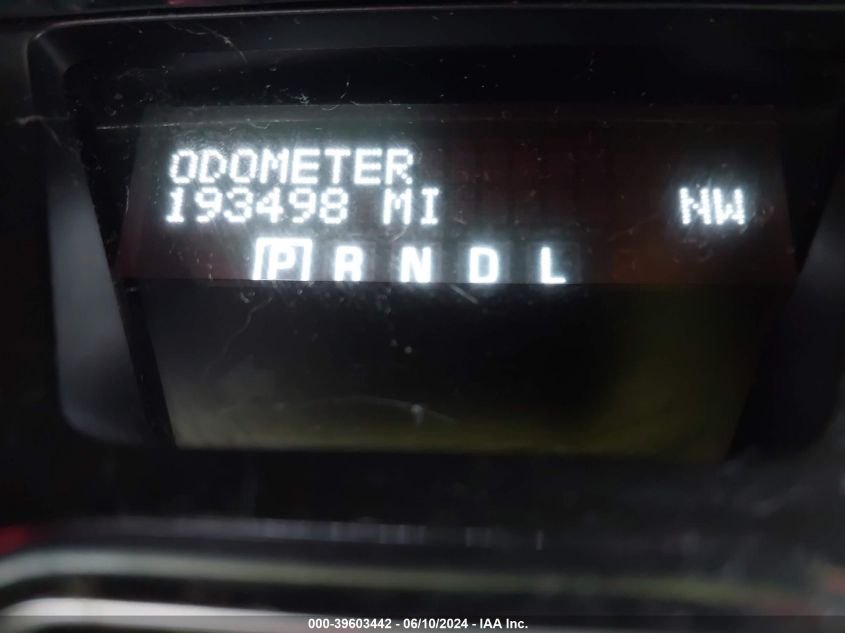 ODOMETER
193498 MI NW
P R N D L
000-39603442 - 06/10/2024 - IAA Inc.